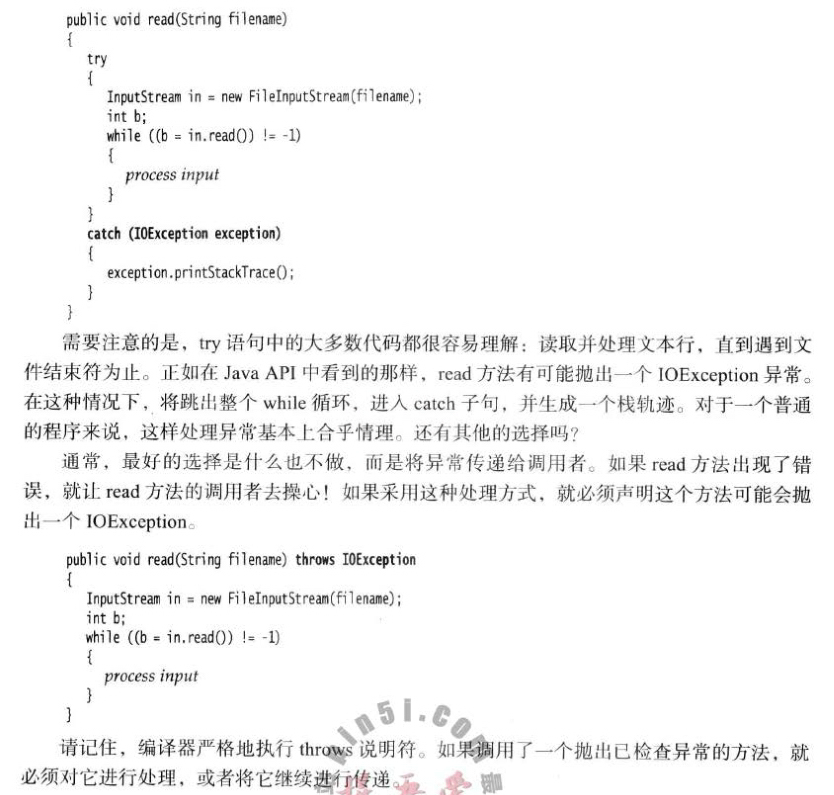 public void read(String filename)
{
try
{
InputStream in = new FileInputStream(filename);
int b;
while ((b = in.read()) != -1)
{
process input
}
}
catch (IOException exception)
{
exception.printStackTrace();
}
}
需要注意的是，try 语句中的大多数代码都很容易理解：读取并处理文本行，直到遇到文
件结束符为止。正如在 Java API 中看到的那样，read 方法有可能抛出一个 IOException 异常。
在这种情况下，将跳出整个 while 循环，进入 catch 子句，并生成一个栈轨迹。对于一个普通
的程序来说，这样处理异常基本上合乎情理。还有其他的选择吗？
通常，最好的选择是什么也不做，而是将异常传递给调用者。如果 read 方法出现了错
误，就让 read 方法的调用者去操心！如果采用这种处理方式，就必须声明这个方法可能会抛
出一个 IOException。
public void read(String filename) throws IOException
{
InputStream in = new FileInputStream(filename);
int b;
while ((b = in.read()) != -1)
{
process input
}
}
请记住，编译器严格地执行 throws 说明符。如果调用了一个抛出已检查异常的方法，就
必须对它进行处理，或者将它继续进行传递。